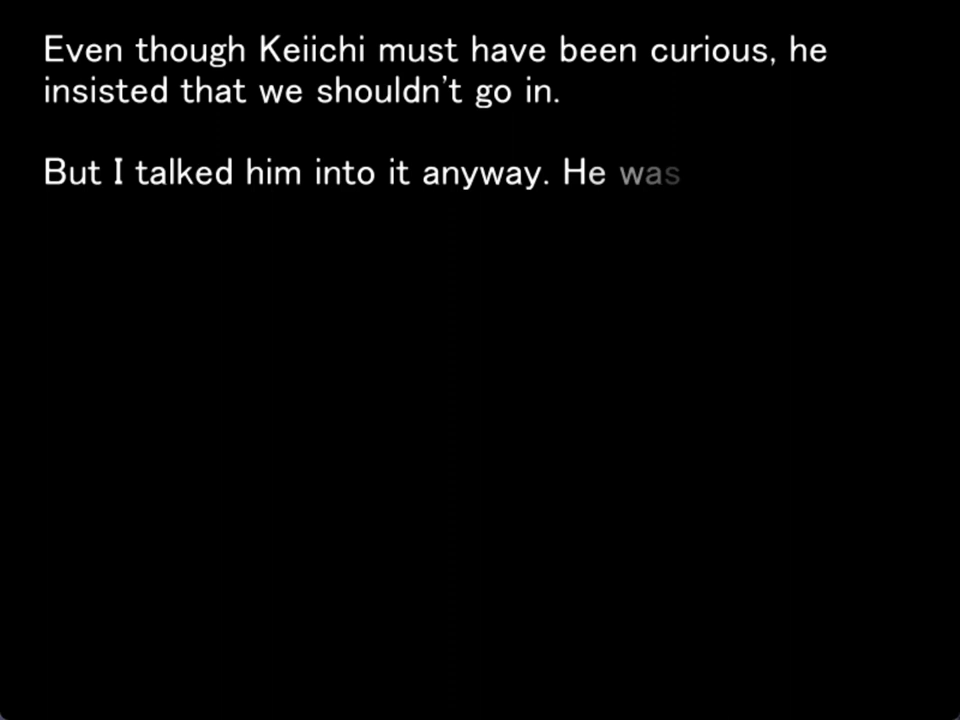 Even though Keiichi must have been curious, he
insisted that we shouldn't go in.
But I talked him into it anyway. He was